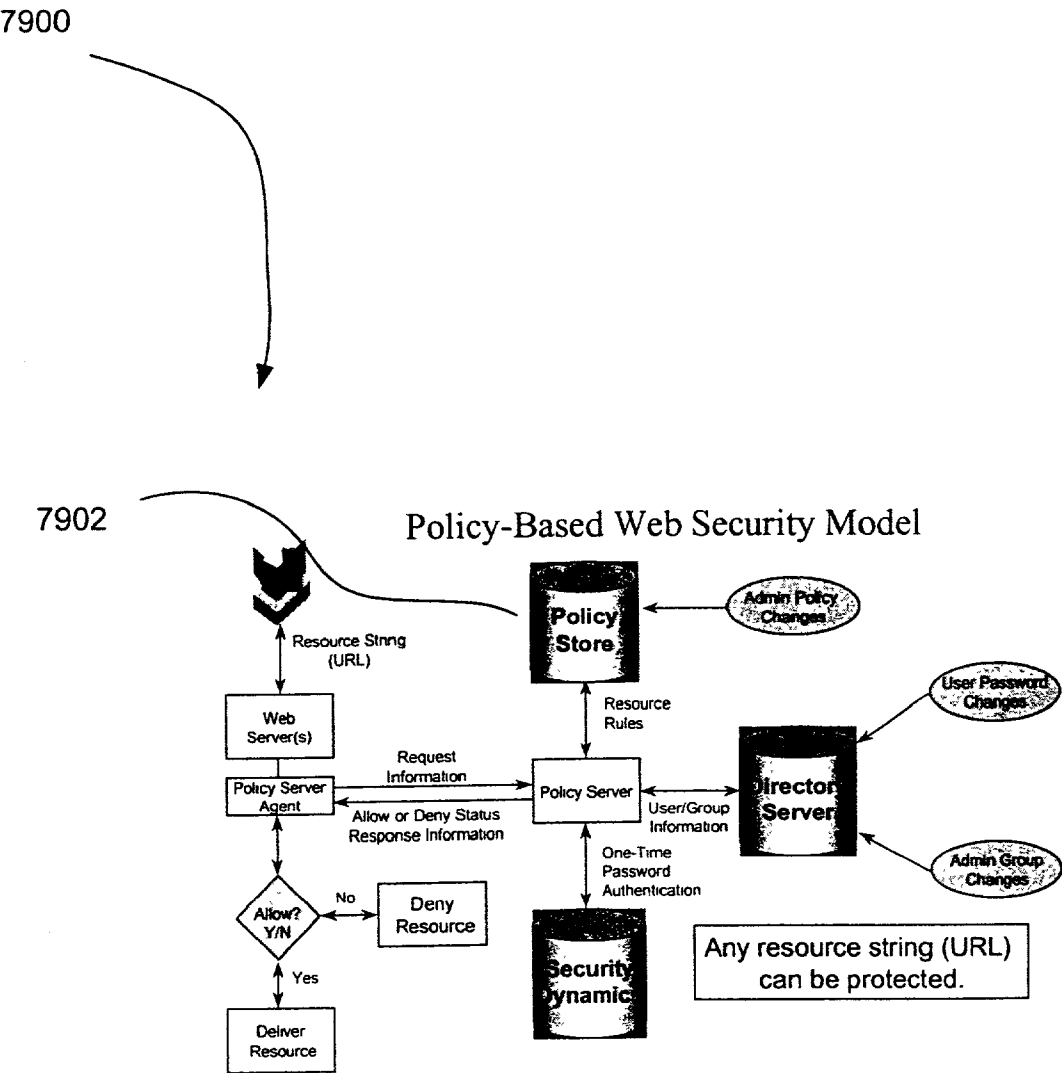 7900
7902
Policy-Based Web Security Model
Resource String
(URL)
Policy
Store
Admin Policy
Changes
User Password
Changes
Web
Server(s)
Resource
Rules
Request
Information
Policy Server
Agent
Policy Server
Director
Server
Allow or Deny Status
Response Information
User/Group
Information
One-Time
Password
Authentication
Admin Group
Changes
Allow?
Y/N
No
Deny
Resource
Yes
Security
Dynamic
Any resource string (URL)
can be protected.
Deliver
Resource